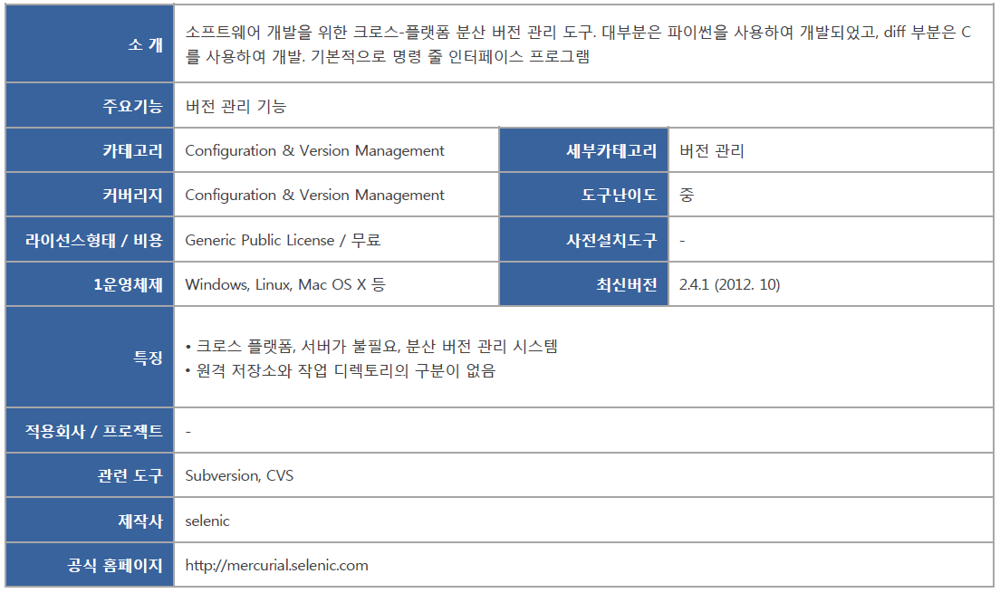 소 개
소프트웨어 개발을 위한 크로스-플랫폼 분산 버전 관리 도구. 대부분은 파이썬을 사용하여 개발되었고, diff 부분은 C
를 사용하여 개발. 기본적으로 명령 줄 인터페이스 프로그램
주요기능 버전 관리 기능
카테고리 Configuration & Version Management 세부카테고리 버전 관리
커버리지 Configuration & Version Management 도구난이도 중
라이선스형태 / 비용 Generic Public License / 무료 사전설치도구 -
1운영체제 Windows, Linux, Mac OS X 등 최신버전 2.4.1 (2012. 10)
특징
• 크로스 플랫폼, 서버가 불필요, 분산 버전 관리 시스템
• 원격 저장소와 작업 디렉토리의 구분이 없음
적용회사 / 프로젝트 -
관련 도구 Subversion, CVS
제작사 selenic
공식 홈페이지 http://mercurial.selenic.com